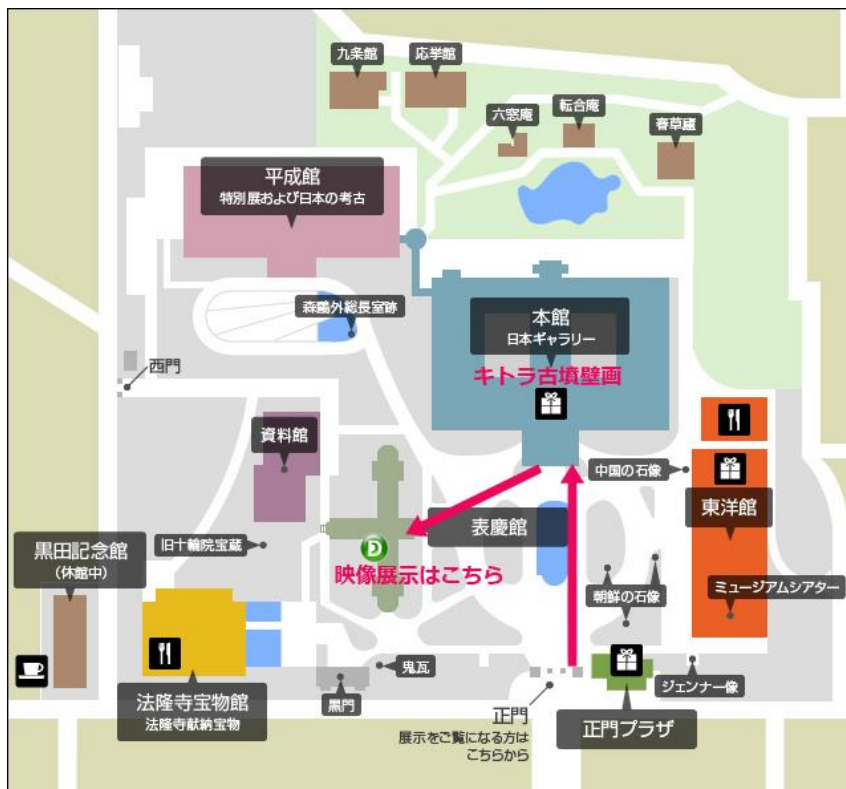 九条館
応挙館
六窓庵
転合庵
春草廬
平成館
特別展および日本の考古
森鷗外総長室跡
本館
日本ギャラリー
キトラ古墳壁画
西門
資料館
中国の石像
東洋館
表慶館
D
映像展示はこちら
旧十輪院宝蔵
黒田記念館
(休館中)
朝鮮の石像
ミュージアムシアター
鬼瓦
黒門
法隆寺宝物館
法隆寺献納宝物
正門
展示をご覧になる方は
こちらから
正門プラザ
ジェンナー像